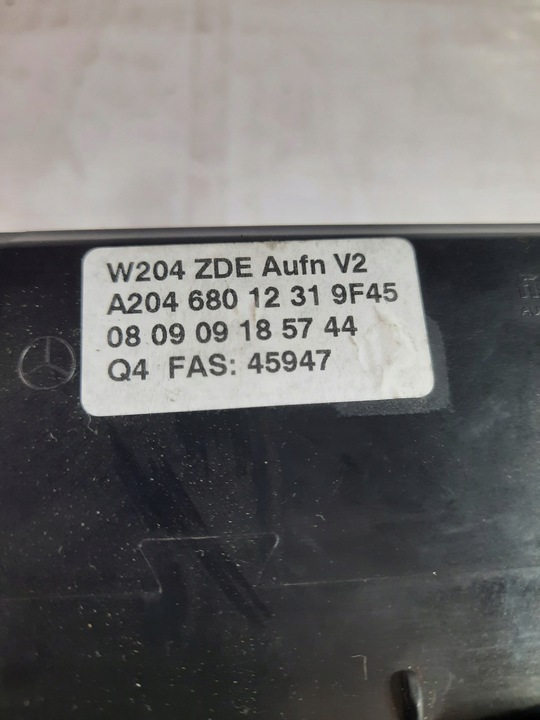 W204 ZDE Aufn V2
A204 680 12 31 9F45
08 09 09 18 57 44
Q4 FAS: 45947